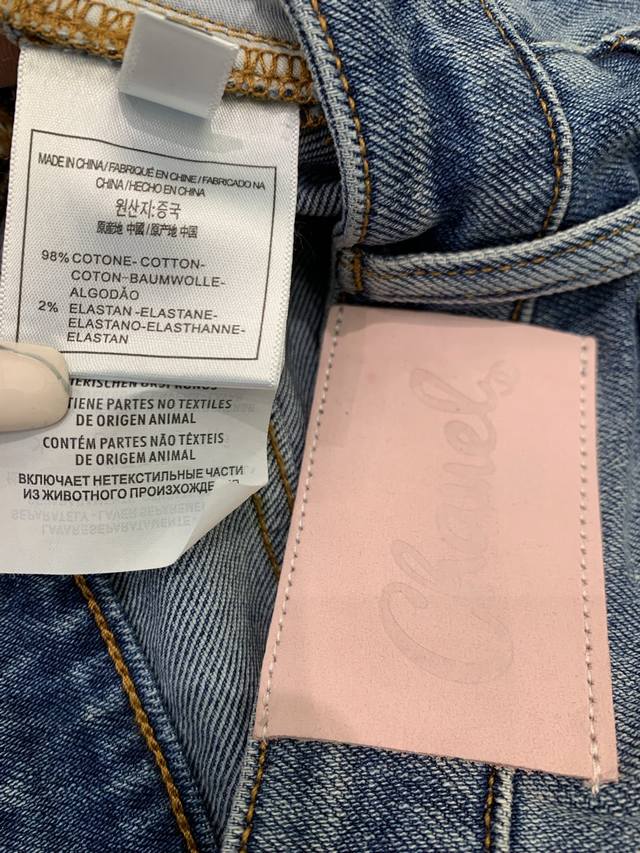 MADE IN CHINA/FABRIQUÉ EN CHINE/FABRICADO NA
CHINA/HECHO EN CHINA
원산지:중국
原産地 中國/原产地 中国
98% COTONE- COTTON-
COTON-BAUMWOLLE-
ALGODÃO
2% ELASTAN-ELASTANE-
ELASTANO-ELASTHANNE-
ELASTAN
TIENE PARTES NO TEXTILES
DE ORIGEN ANIMAL
CONTÉM PARTES NÃO TÊXTEIS
DE ORIGEM ANIMAL
ВКЛЮЧАЕТ НЕТЕКСТИЛЬНЫЕ ЧАСТИ
ИЗ ЖИВОТНОГО
Chanel®